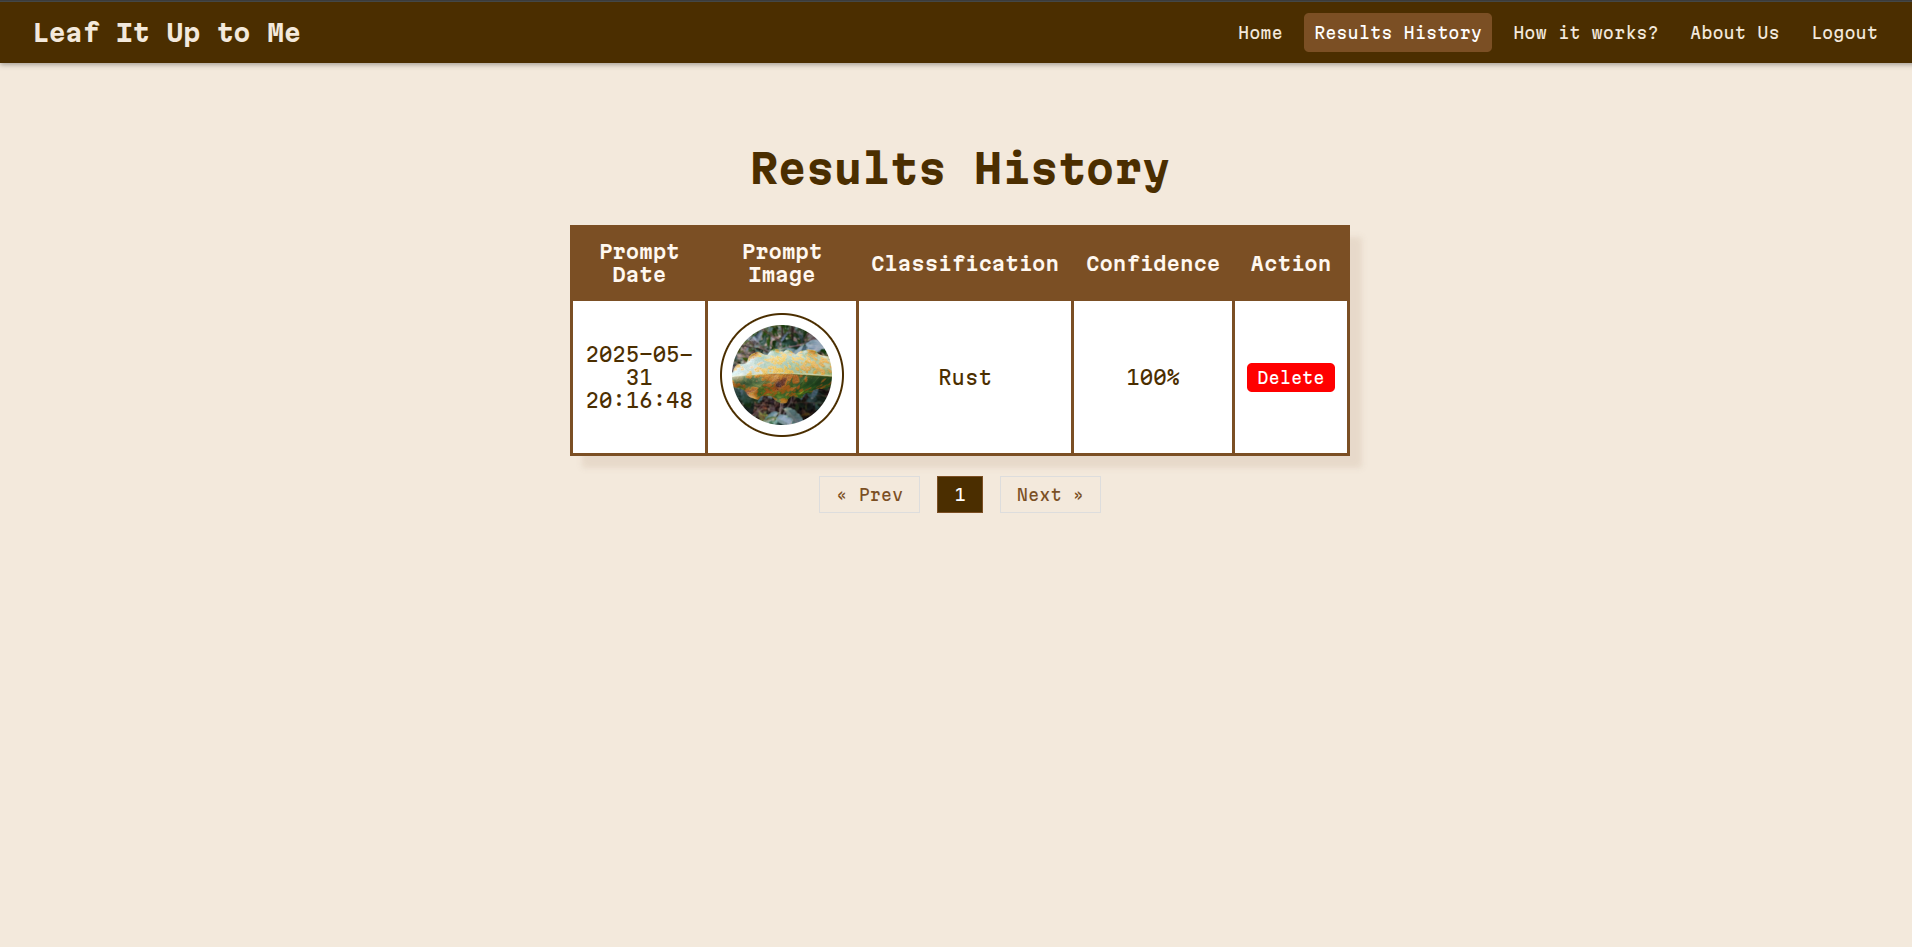 Leaf It Up to Me
Home Results History How it works? About Us Logout
Results History
Prompt Date Prompt Image Classification Confidence Action
2025-05-31 20:16:48 Rust 100% Delete
« Prev 1 Next »